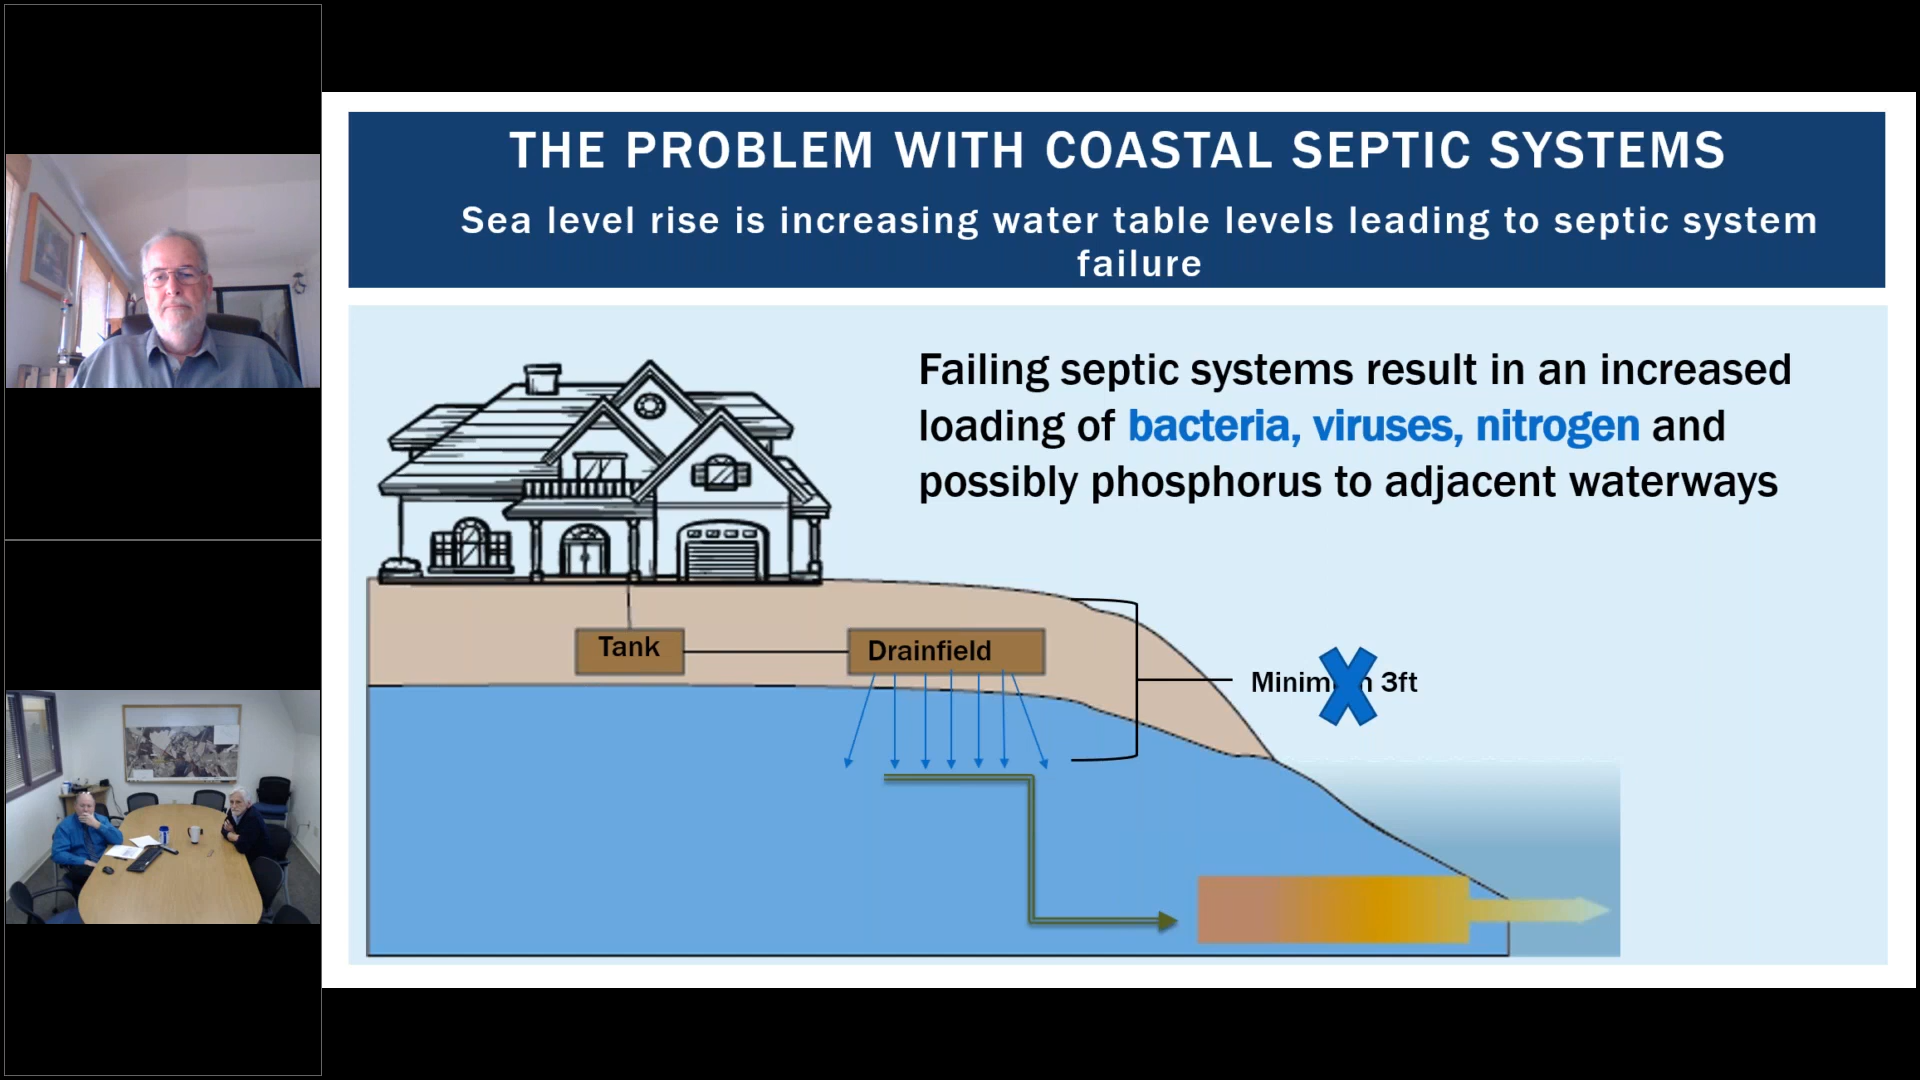 THE PROBLEM WITH COASTAL SEPTIC SYSTEMS
Sea level rise is increasing water table levels leading to septic system
failure
Failing septic systems result in an increased
loading of bacteria, viruses, nitrogen and
possibly phosphorus to adjacent waterways
Tank
Drainfield
3ft